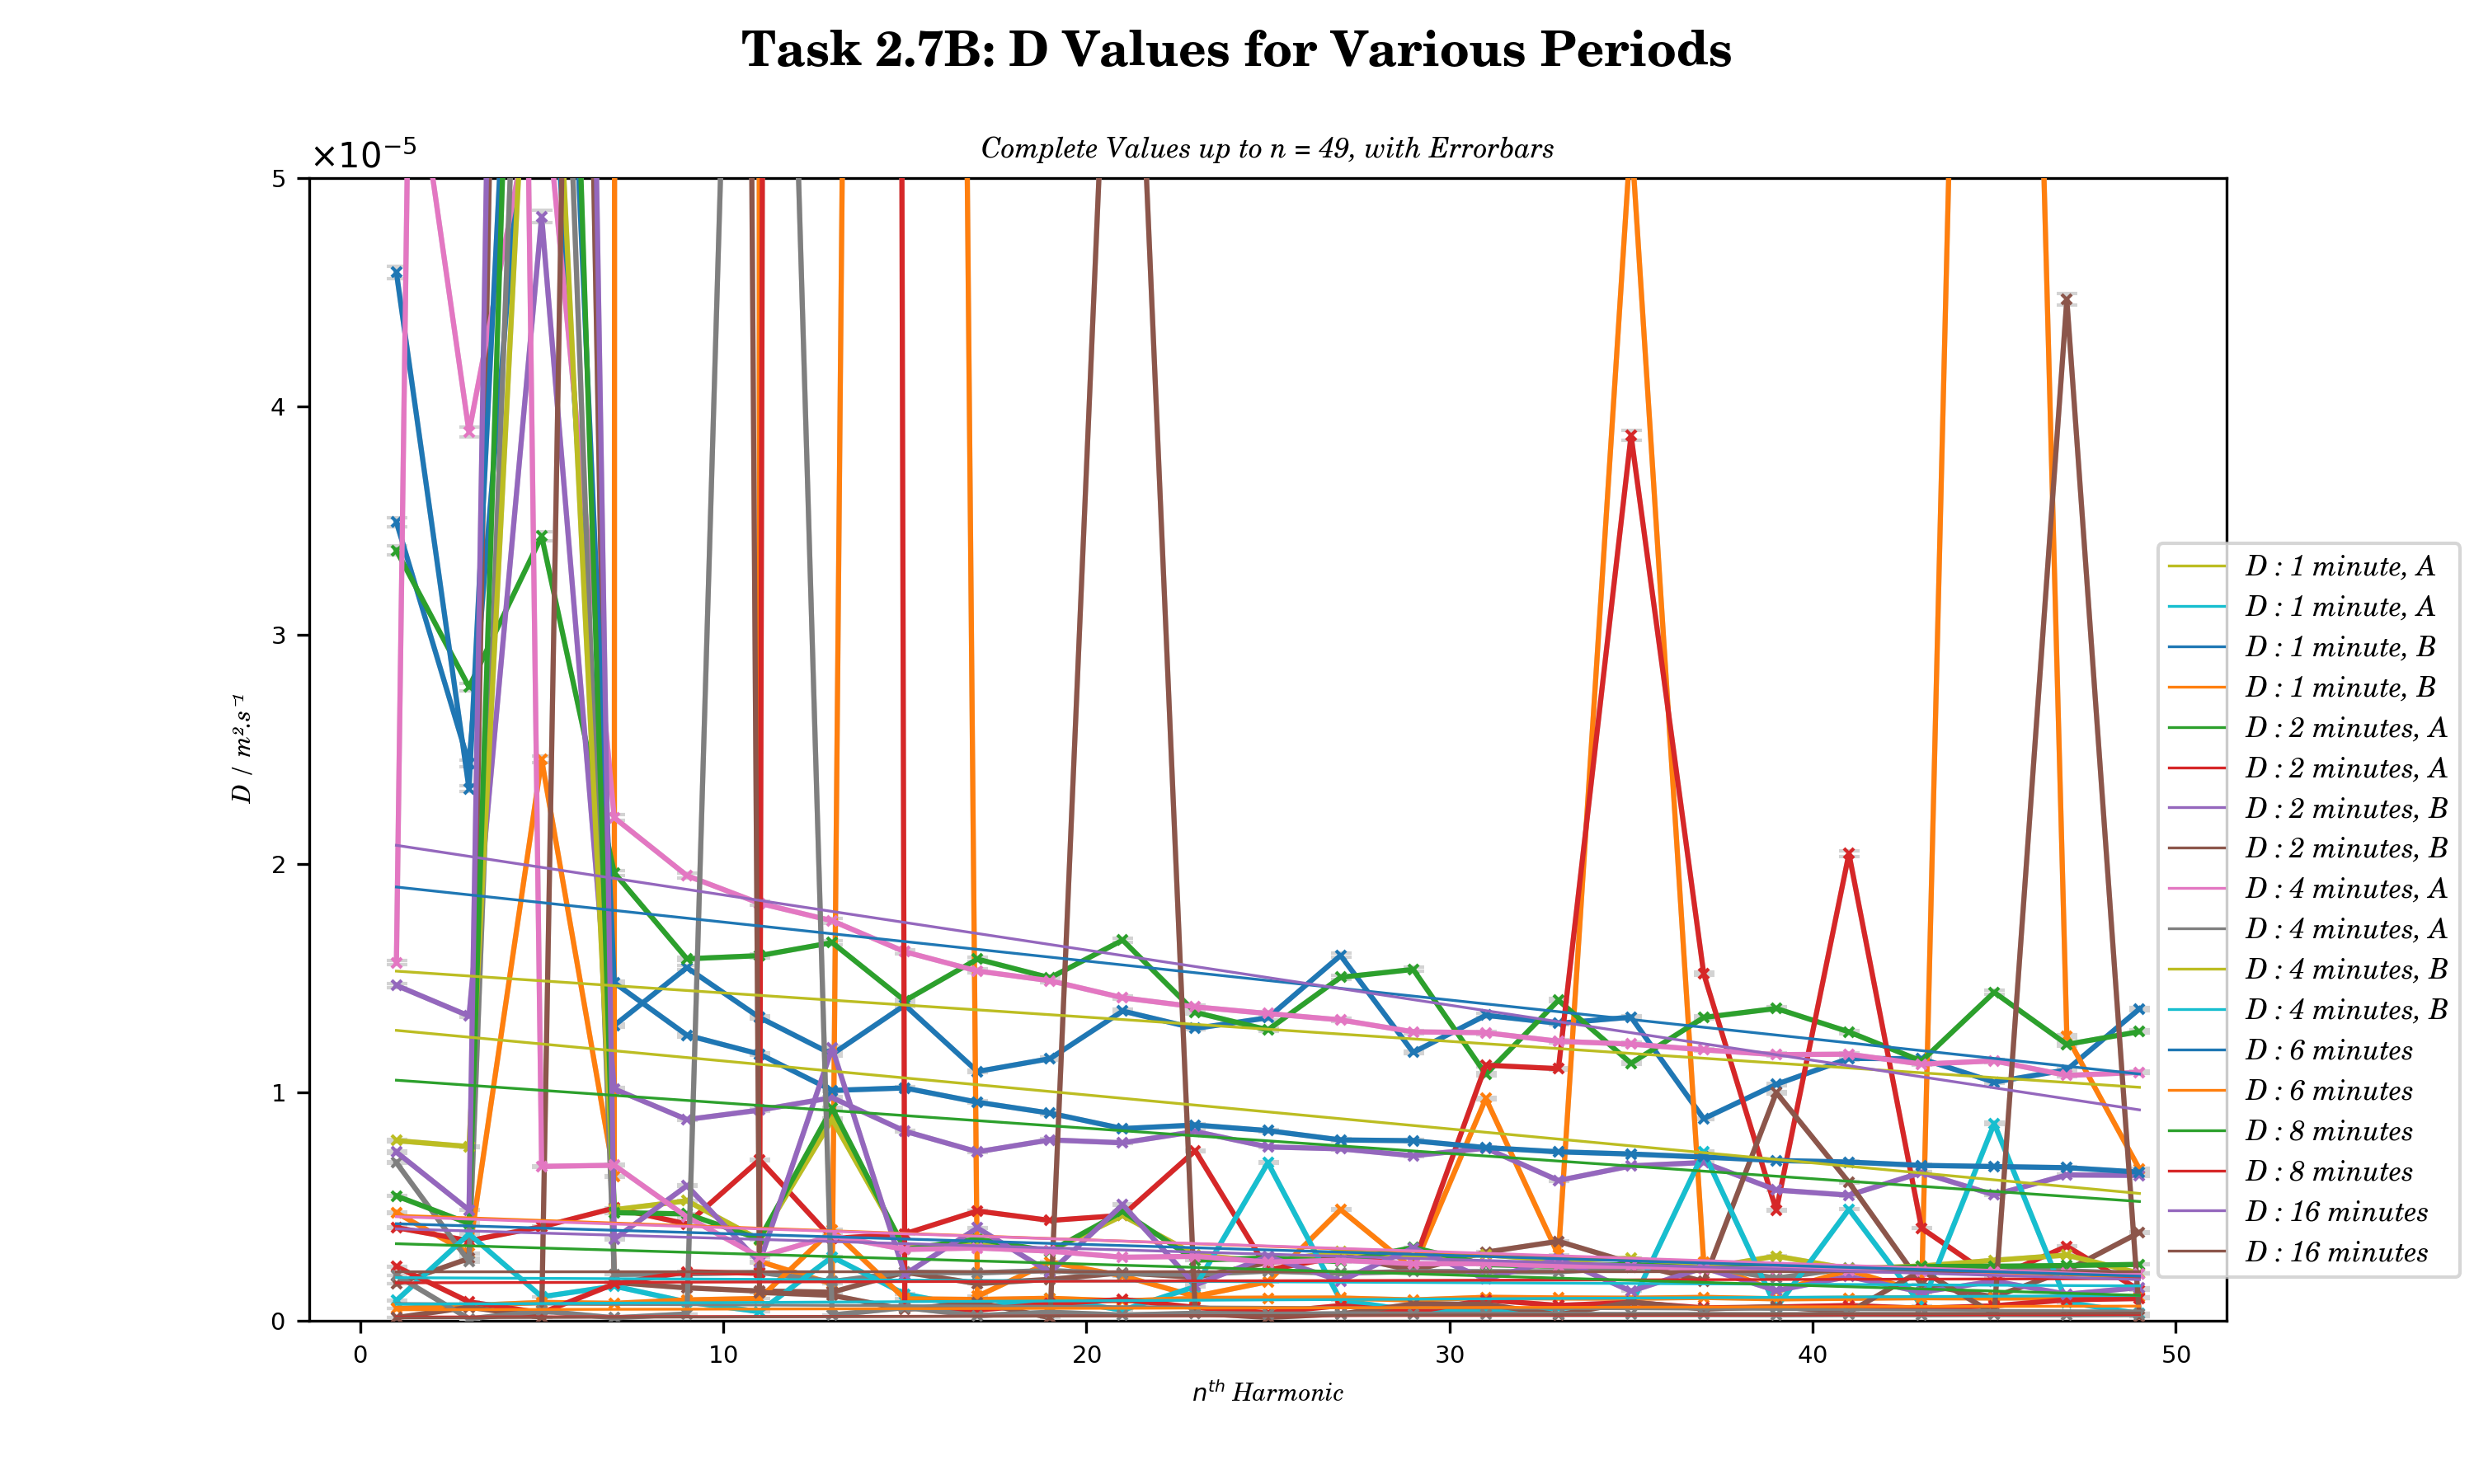 Task 2.7B: D Values for Various Periods
Complete Values up to n = 49, with Errorbars
×10⁻⁵
5
4
3
2
1
0
D / m².s⁻¹
0 10 20 30 40 50
nᵗʰ Harmonic
D : 1 minute, A
D : 1 minute, A
D : 1 minute, B
D : 1 minute, B
D : 2 minutes, A
D : 2 minutes, A
D : 2 minutes, B
D : 2 minutes, B
D : 4 minutes, A
D : 4 minutes, A
D : 4 minutes, B
D : 4 minutes, B
D : 6 minutes
D : 6 minutes
D : 8 minutes
D : 8 minutes
D : 16 minutes
D : 16 minutes